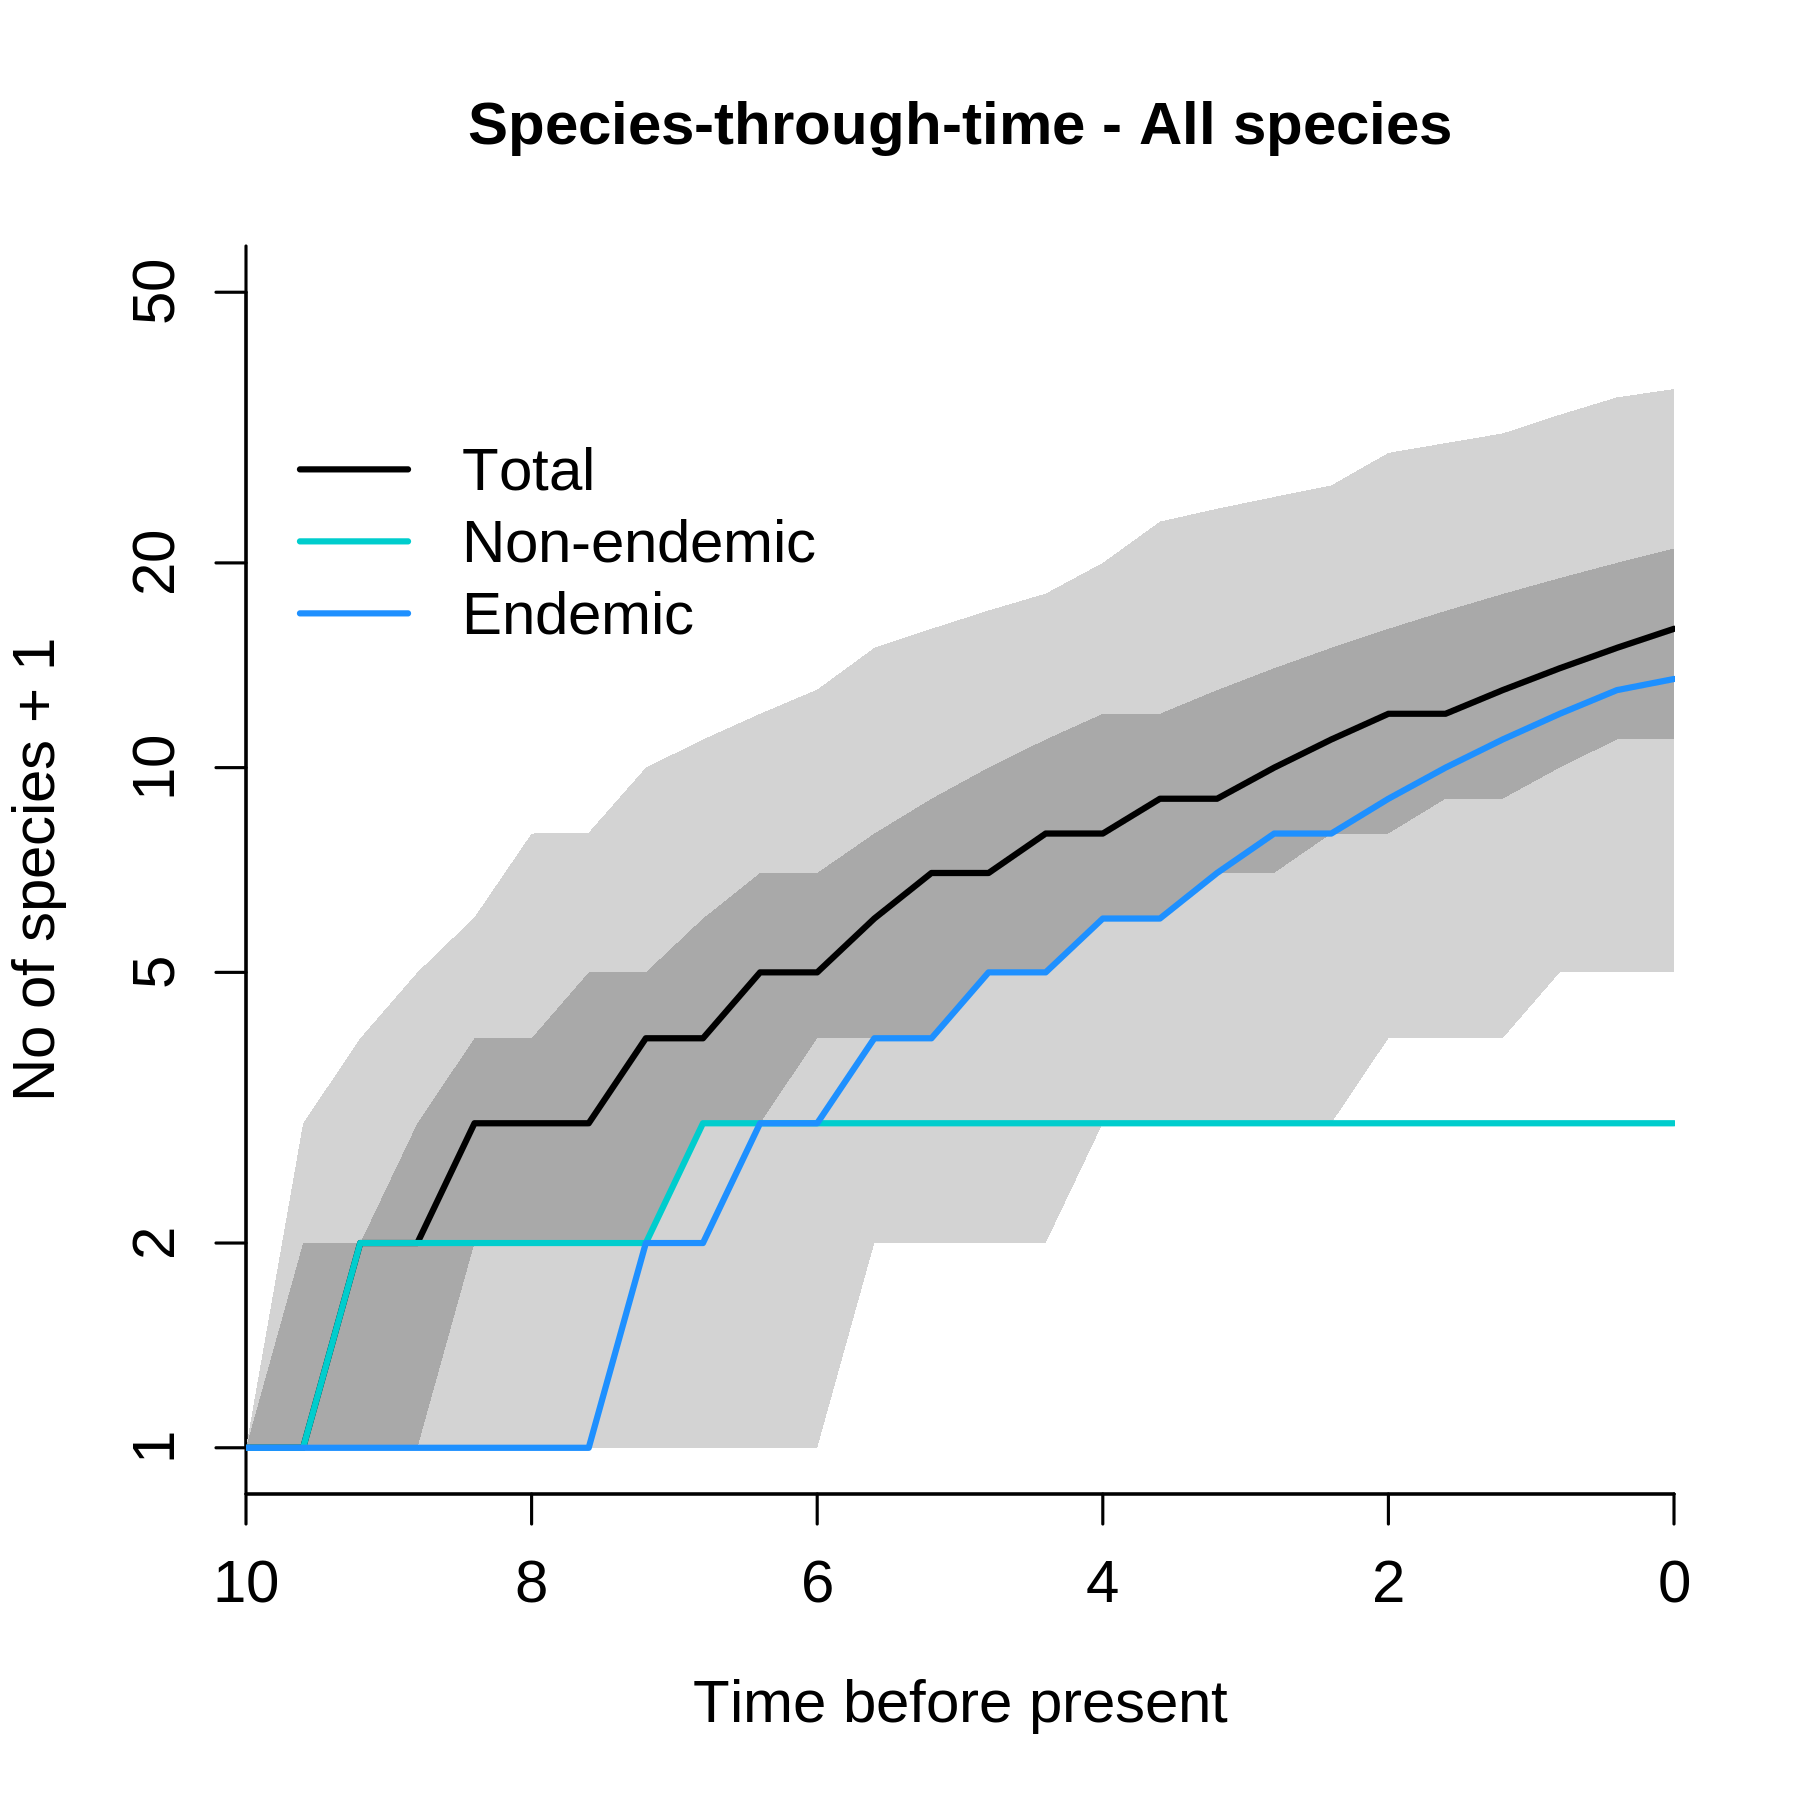 Species-through-time - All species
50
20
10
5
2
1
No of species + 1
Total
Non-endemic
Endemic
10 8 6 4 2 0
Time before present